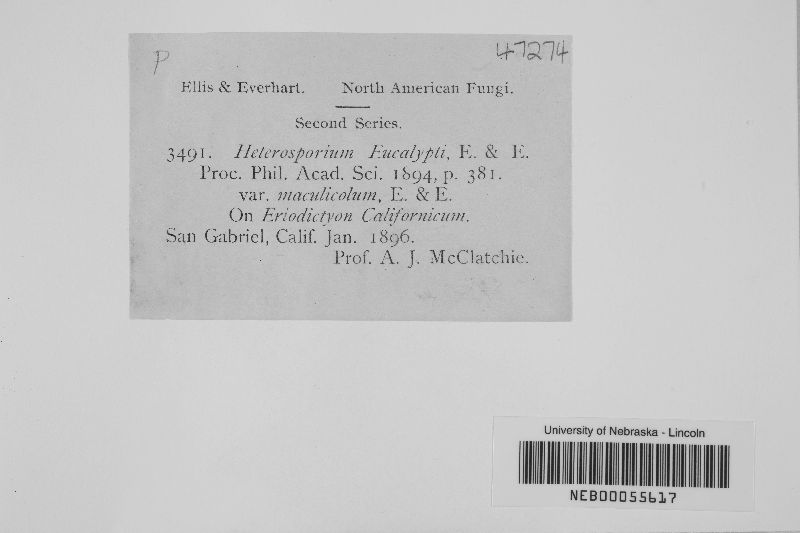 P
47274
Ellis & Everhart. North American Fungi.
Second Series.
3491. Heterosporium Eucalypti, E. & E.
Proc. Phil. Acad. Sci. 1894, p. 381.
var. maculicolum, E. & E.
On Eriodictyon Californicum.
San Gabriel, Calif. Jan. 1896.
Prof. A. J. McClatchie.
University of Nebraska - Lincoln
NEB00055617